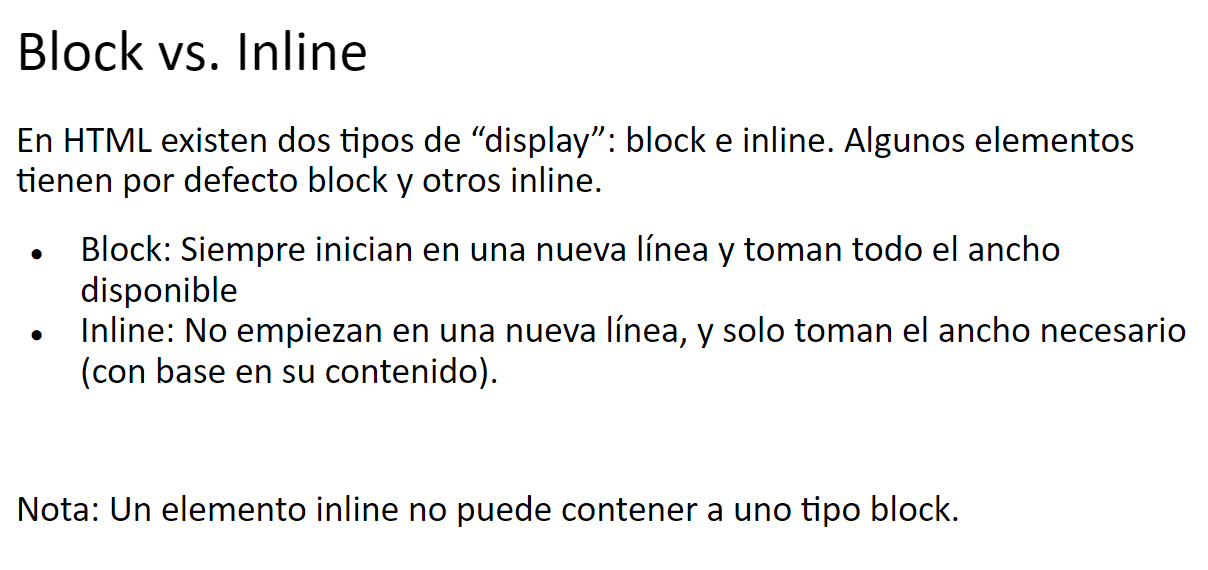 Block vs. Inline
En HTML existen dos tipos de “display”: block e inline. Algunos elementos
tienen por defecto block y otros inline.
● Block: Siempre inician en una nueva línea y toman todo el ancho
disponible
● Inline: No empiezan en una nueva línea, y solo toman el ancho necesario
(con base en su contenido).
Nota: Un elemento inline no puede contener a uno tipo block.